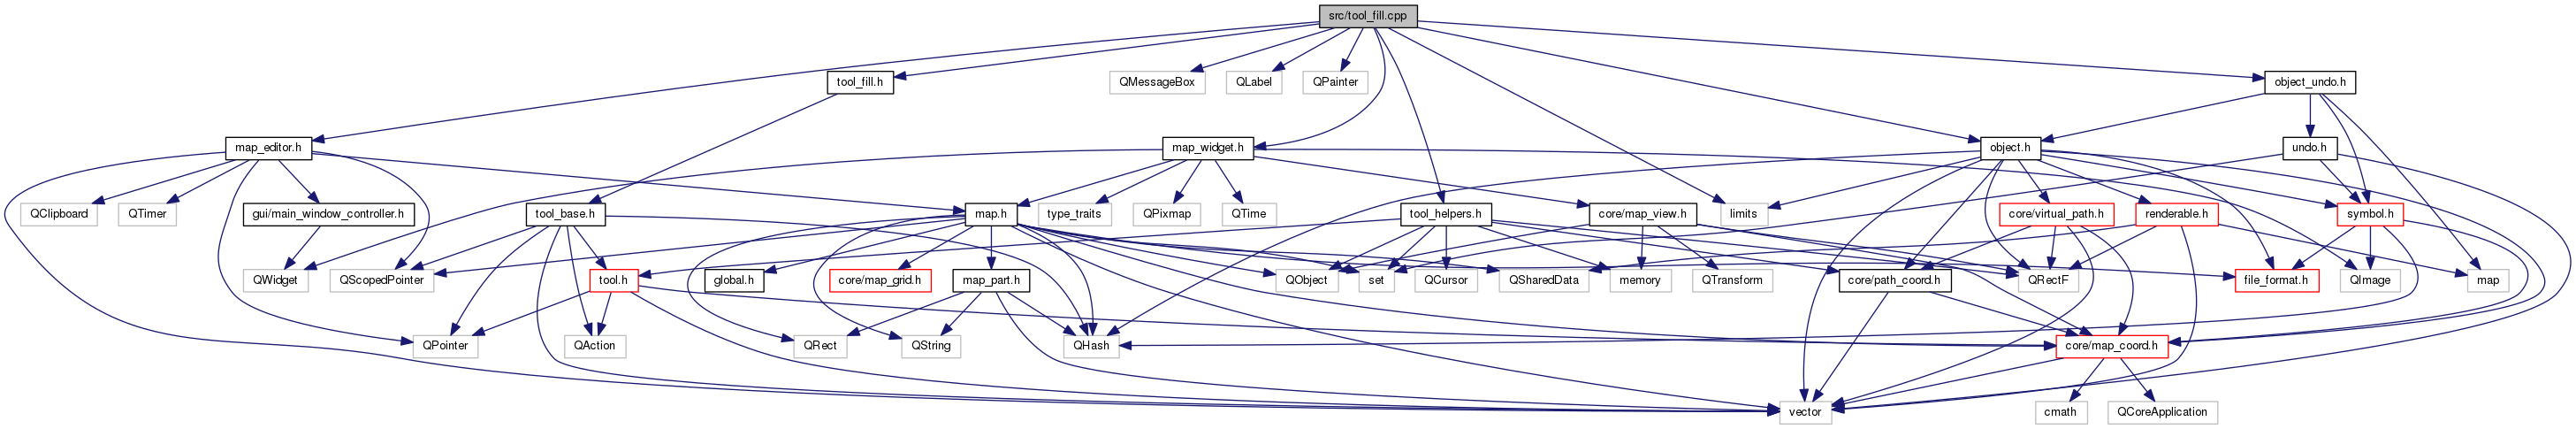 src/tool_fill.cpp
tool_fill.h
QMessageBox
QLabel
QPainter
object_undo.h
map_editor.h
map_widget.h
object.h
undo.h
QClipboard
QTimer
gui/main_window_controller.h
tool_base.h
map.h
type_traits
QPixmap
QTime
tool_helpers.h
core/map_view.h
limits
core/virtual_path.h
renderable.h
symbol.h
QWidget
QScopedPointer
tool.h
global.h
core/map_grid.h
map_part.h
QObject
set
QCursor
QSharedData
memory
QTransform
core/path_coord.h
QRectF
file_format.h
QImage
map
QPointer
QAction
QRect
QString
QHash
core/map_coord.h
vector
cmath
QCoreApplication